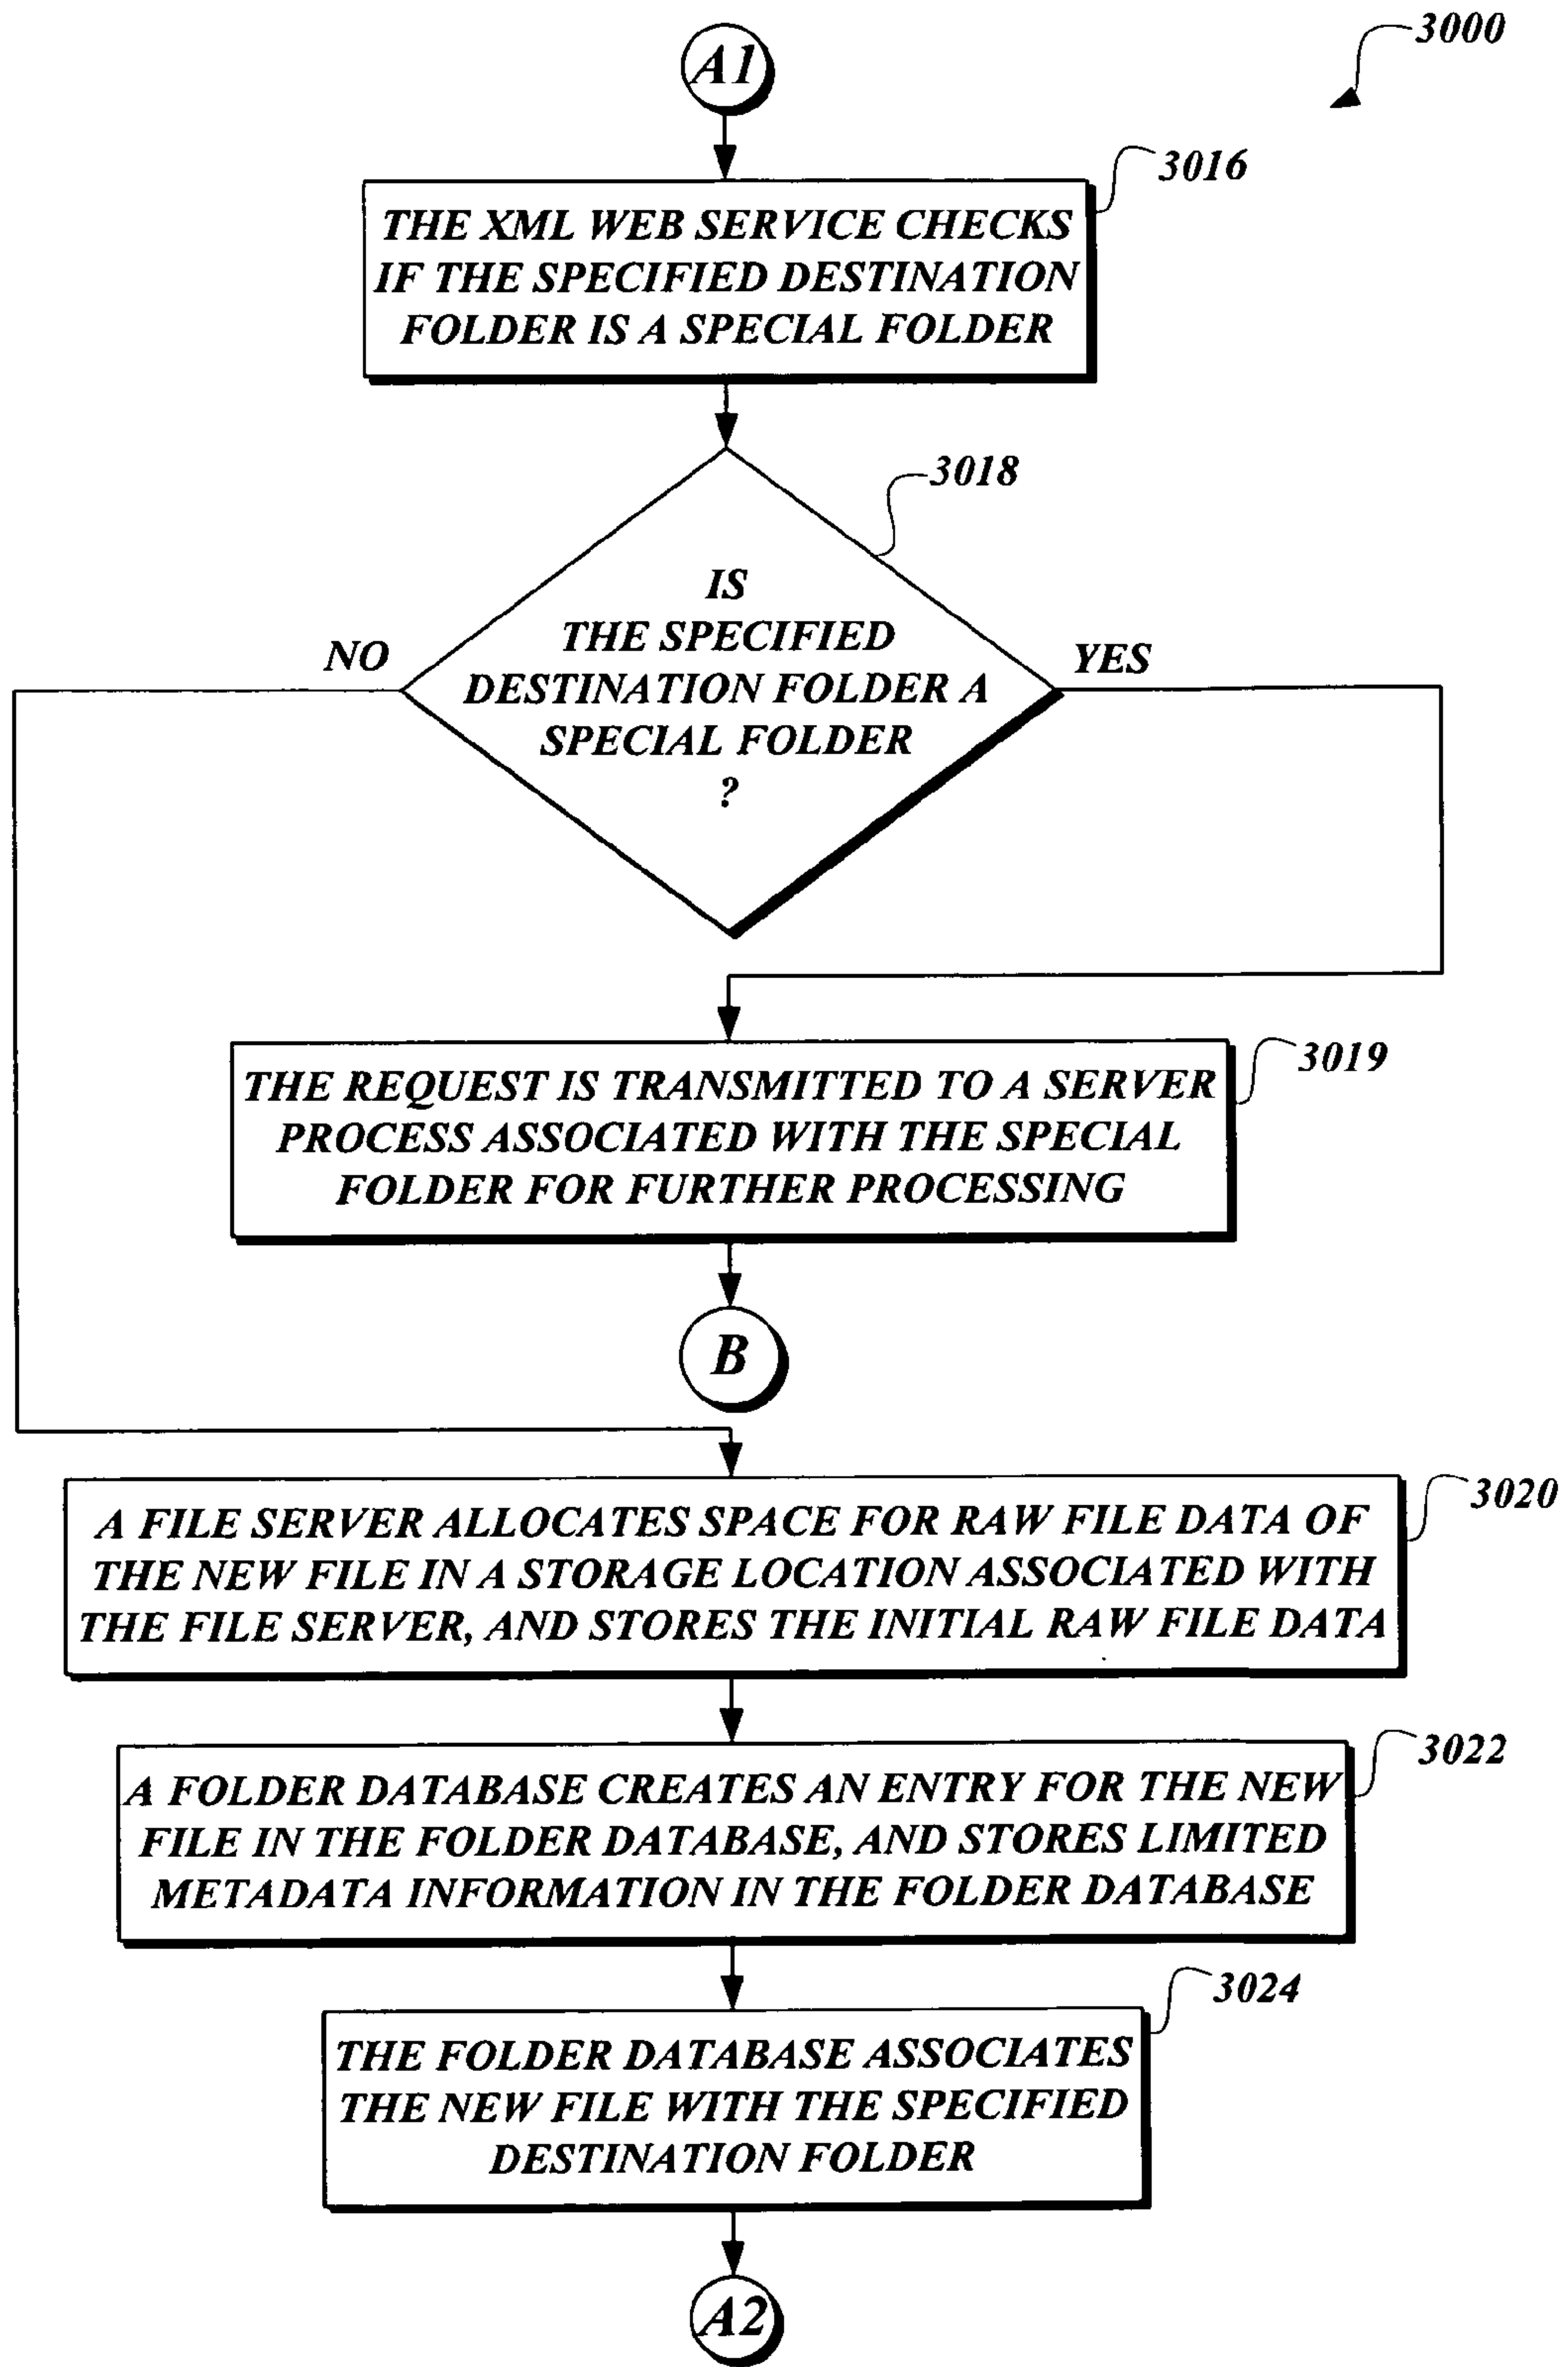 A1
3000
3016
THE XML WEB SERVICE CHECKS
IF THE SPECIFIED DESTINATION
FOLDER IS A SPECIAL FOLDER
3018
IS
THE SPECIFIED
DESTINATION FOLDER A
SPECIAL FOLDER
?
NO
YES
3019
THE REQUEST IS TRANSMITTED TO A SERVER
PROCESS ASSOCIATED WITH THE SPECIAL
FOLDER FOR FURTHER PROCESSING
B
3020
A FILE SERVER ALLOCATES SPACE FOR RAW FILE DATA OF
THE NEW FILE IN A STORAGE LOCATION ASSOCIATED WITH
THE FILE SERVER, AND STORES THE INITIAL RAW FILE DATA
3022
A FOLDER DATABASE CREATES AN ENTRY FOR THE NEW
FILE IN THE FOLDER DATABASE, AND STORES LIMITED
METADATA INFORMATION IN THE FOLDER DATABASE
3024
THE FOLDER DATABASE ASSOCIATES
THE NEW FILE WITH THE SPECIFIED
DESTINATION FOLDER
A2